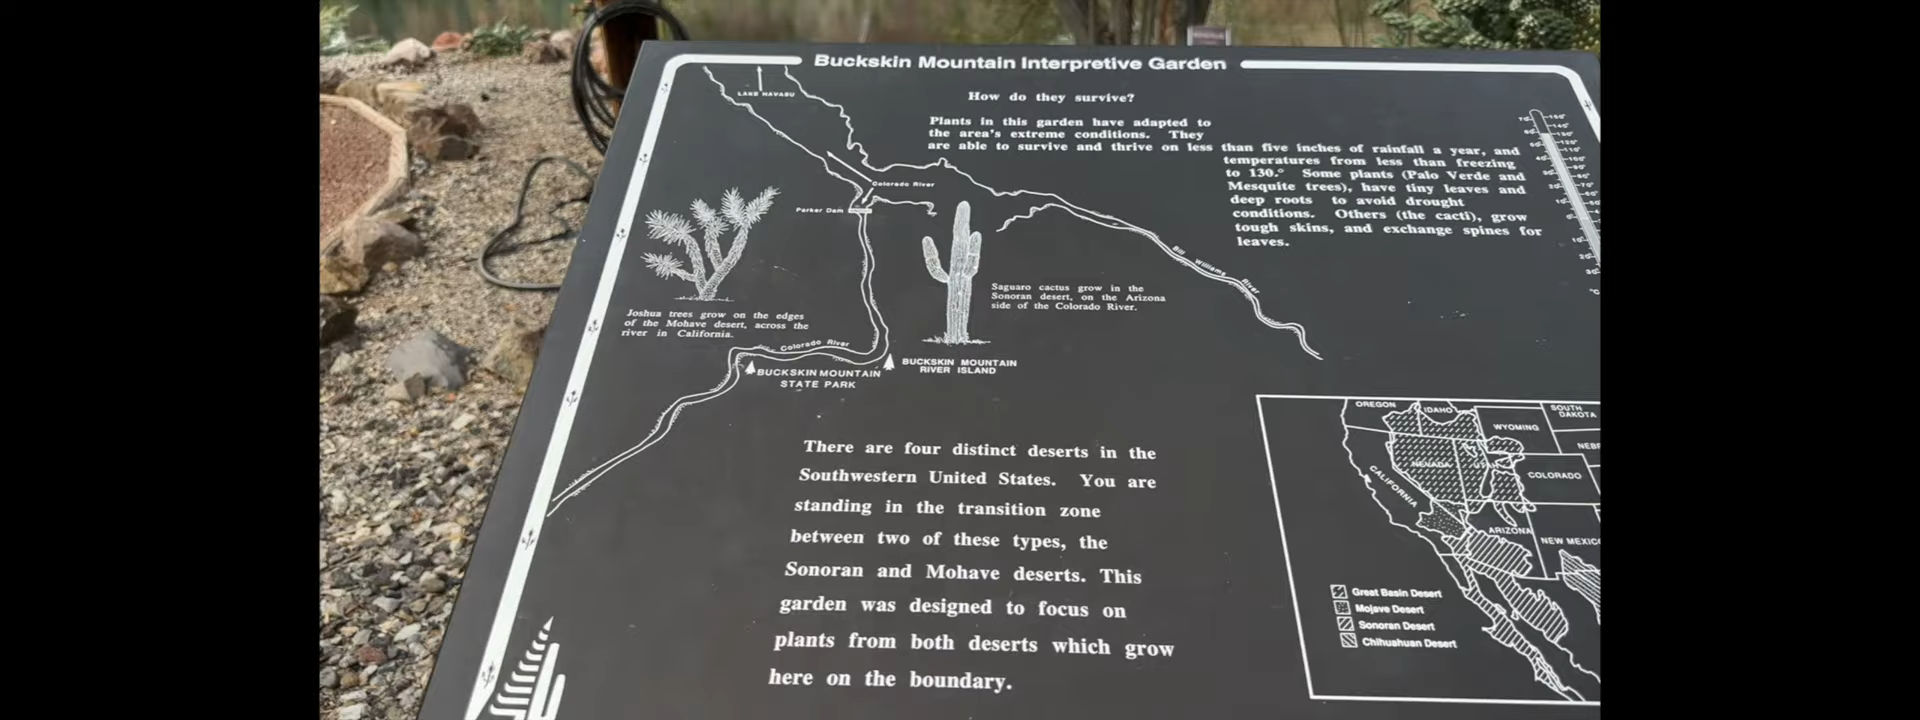 Buckskin Mountain Interpretive Garden
How do they survive?
Plants in this garden have adapted to
the area's extreme conditions. They
are able to survive and thrive on less than five inches of rainfall a year, and
temperatures from less than freezing
to 130.° Some plants (Palo Verde and
Mesquite trees), have tiny leaves and
deep roots to avoid drought
conditions. Others (the cacti), grow
tough skins, and exchange spines for
leaves.
LAKE HAVASU
Colorado River
Parker Dam
Bill Williams River
Saguaro cactus grow in the
Sonoran desert, on the Arizona
side of the Colorado River.
Joshua trees grow on the edges
of the Mohave desert, across the
river in California.
Colorado River
BUCKSKIN MOUNTAIN
RIVER ISLAND
BUCKSKIN MOUNTAIN
STATE PARK
There are four distinct deserts in the
Southwestern United States. You are
standing in the transition zone
between two of these types, the
Sonoran and Mohave deserts. This
garden was designed to focus on
plants from both deserts which grow
here on the boundary.
OREGON
IDAHO
WYOMING
SOUTH
DAKOTA
NEBR
NEVADA
COLORADO
CALIFORNIA
ARIZONA
NEW MEXICO
Great Basin Desert
Mojave Desert
Sonoran Desert
Chihuahuan Desert